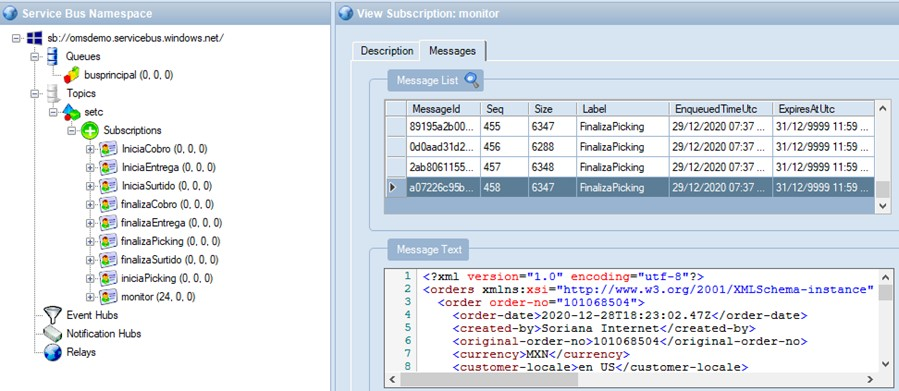 Service Bus Namespace
sb://omsdemo.servicebus.windows.net/
Queues
busprincipal (0, 0, 0)
Topics
setc
Subscriptions
IniciaCobro (0, 0, 0)
IniciaEntrega (0, 0, 0)
IniciaSurtido (0, 0, 0)
finalizaCobro (0, 0, 0)
finalizaEntrega (0, 0, 0)
finalizaPicking (0, 0, 0)
finalizaSurtido (0, 0, 0)
iniciaPicking (0, 0, 0)
monitor (24, 0, 0)
Event Hubs
Notification Hubs
Relays
View Subscription: monitor
Description Messages
Message List
MessageId Seq Size Label EnqueuedTimeUtc ExpiresAtUtc
89195a2b00... 455 6347 FinalizaPicking 29/12/2020 07:37 ... 31/12/9999 11:59 ...
0d0aad31d2... 456 6288 FinalizaPicking 29/12/2020 07:37 ... 31/12/9999 11:59 ...
2ab8061155... 457 6348 FinalizaPicking 29/12/2020 07:37 ... 31/12/9999 11:59 ...
a07226c95b... 458 6347 FinalizaPicking 29/12/2020 07:37 ... 31/12/9999 11:59 ...
Message Text
1 <?xml version="1.0" encoding="utf-8"?>
2 <orders xmlns:xsi="http://www.w3.org/2001/XMLSchema-instance"
3 <order order-no="101068504">
4 <order-date>2020-12-28T18:23:02.47Z</order-date>
5 <created-by>Soriana Internet</created-by>
6 <original-order-no>101068504</original-order-no>
7 <currency>MXN</currency>
8 <customer-locale>en US</customer-locale>